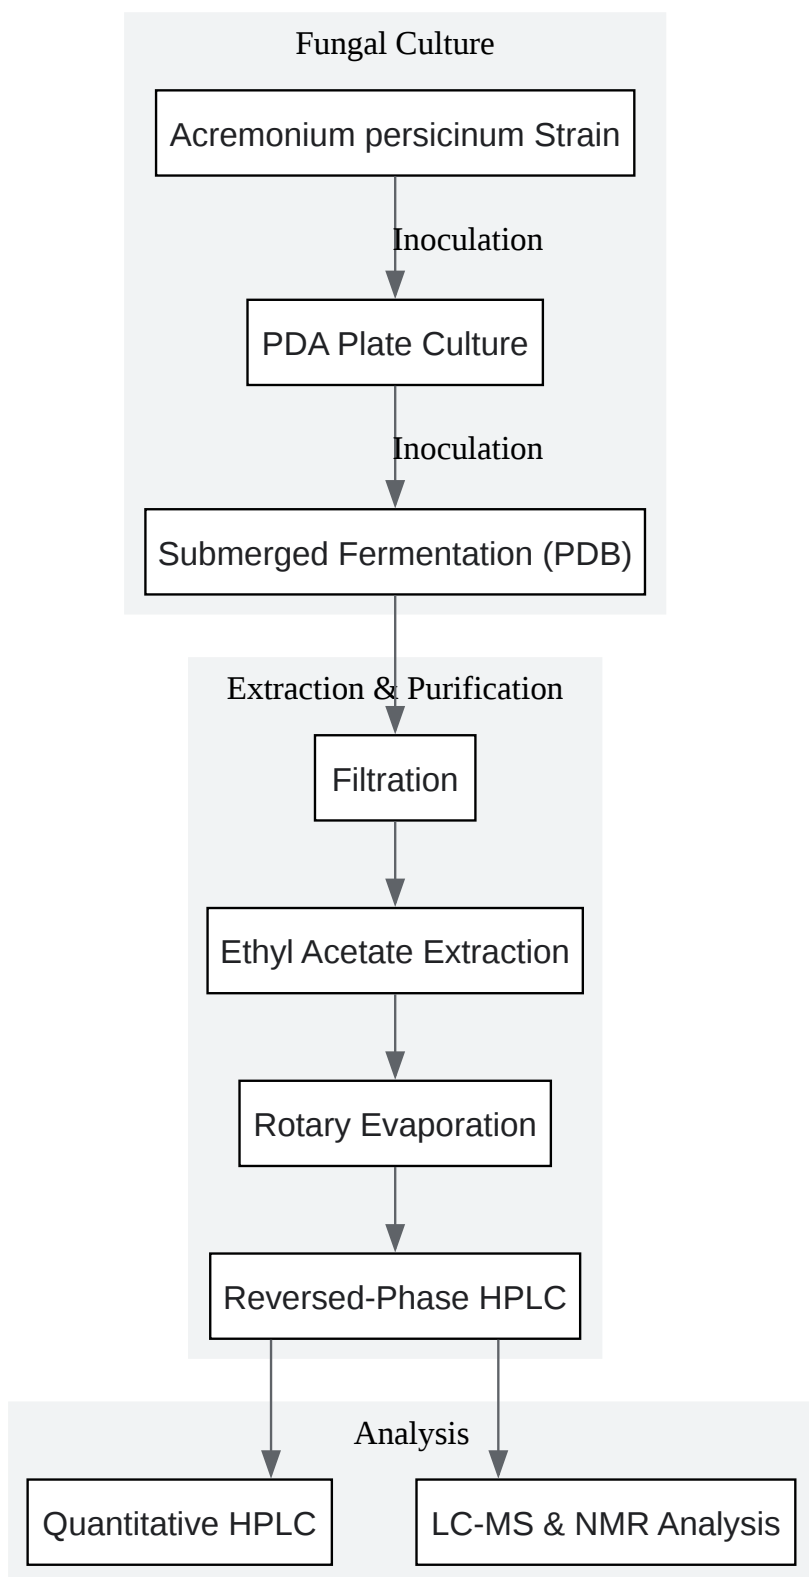 Fungal Culture
Acremonium persicinum Strain
Inoculation
PDA Plate Culture
Inoculation
Submerged Fermentation (PDB)
Extraction & Purification
Filtration
Ethyl Acetate Extraction
Rotary Evaporation
Reversed-Phase HPLC
Analysis
Quantitative HPLC
LC-MS & NMR Analysis